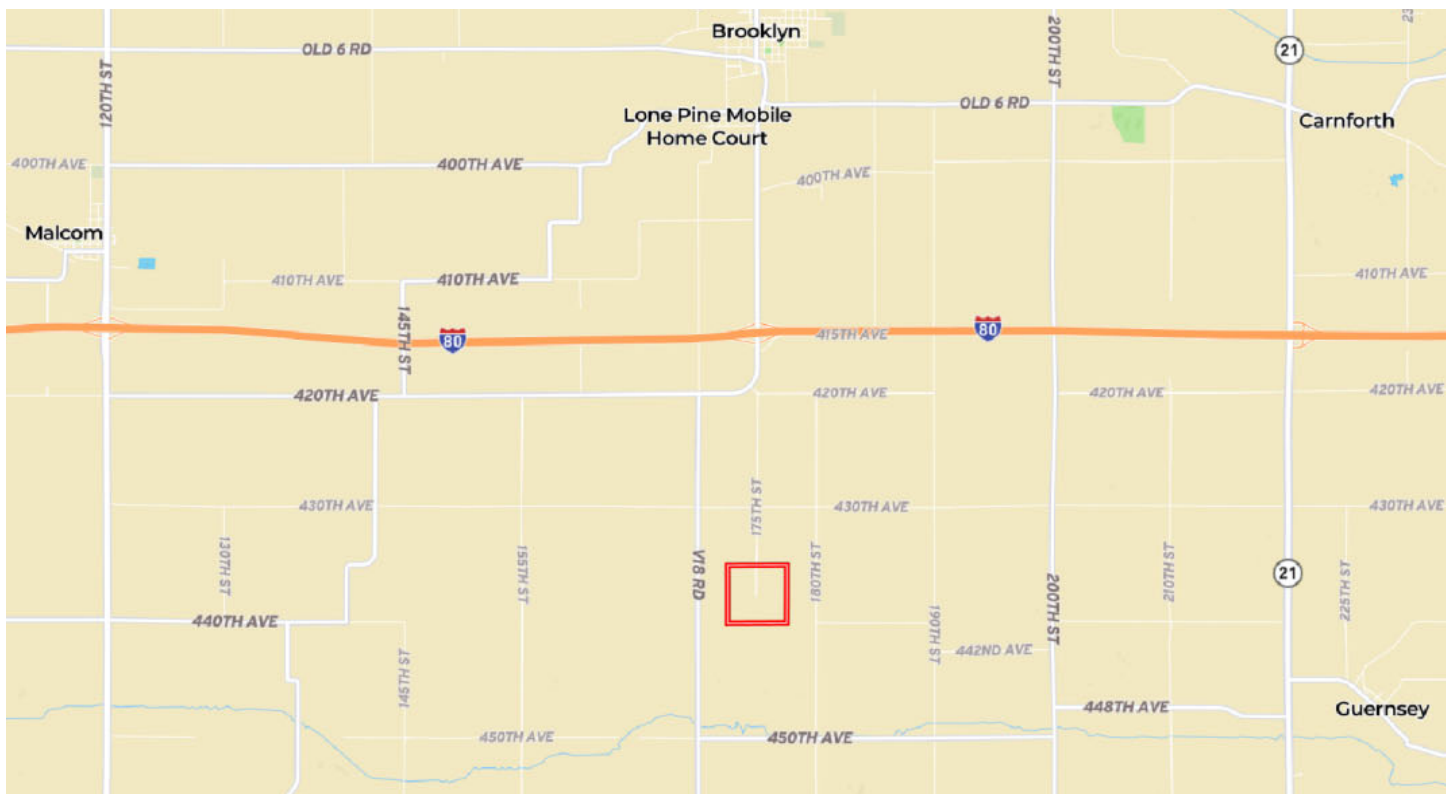 Brooklyn
OLD 6 RD
120TH ST
200TH ST
21
OLD 6 RD
Lone Pine Mobile
Home Court
Carnforth
400TH AVE
400TH AVE
400TH AVE
Malcom
410TH AVE
410TH AVE
410TH AVE
145TH ST
80
80
415TH AVE
420TH AVE
420TH AVE
420TH AVE
420TH AVE
430TH AVE
175TH ST
430TH AVE
430TH AVE
130TH ST
155TH ST
V18 RD
180TH ST
200TH ST
210TH ST
21
225TH ST
440TH AVE
190TH ST
145TH ST
442ND AVE
448TH AVE
Guernsey
450TH AVE
450TH AVE